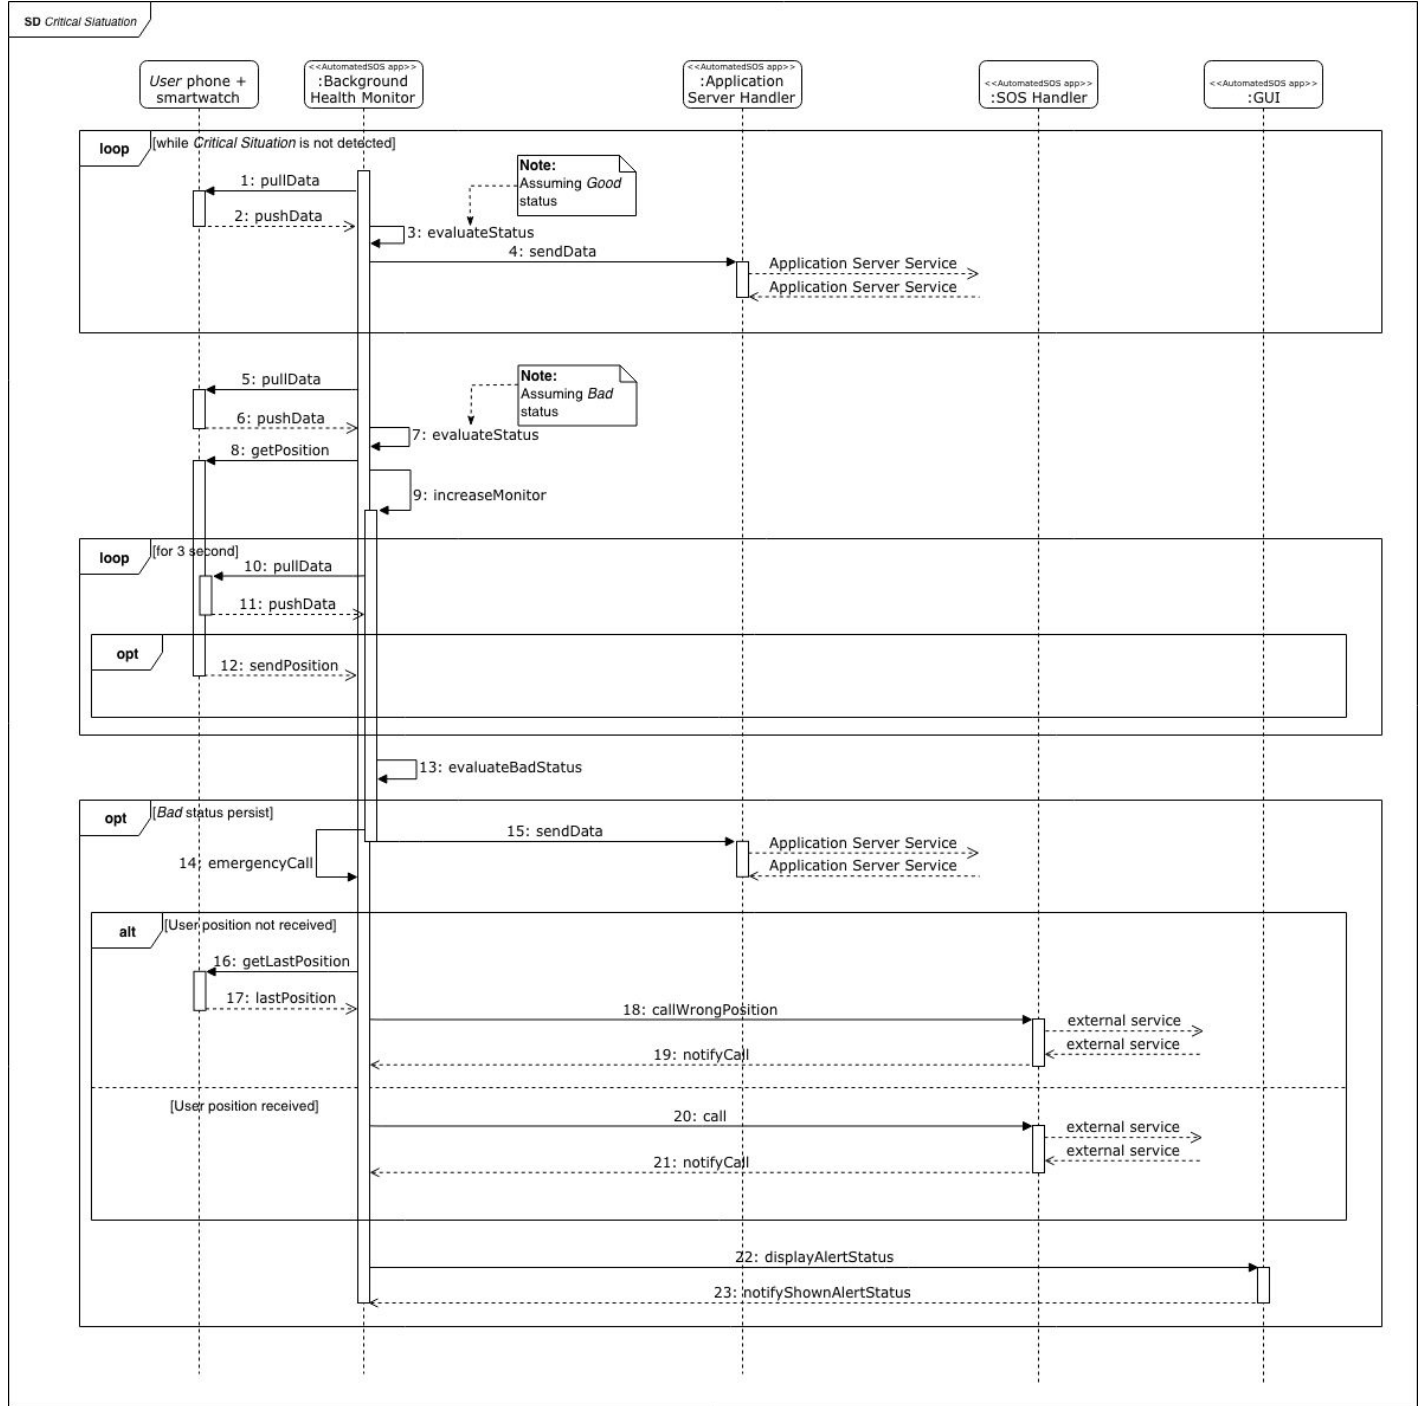 SD Critical Siatuation
User phone +
smartwatch
<<AutomatedSOS app>>
:Background
Health Monitor
<<AutomatedSOS app>>
:Application
Server Handler
<<AutomatedSOS app>>
:SOS Handler
<<AutomatedSOS app>>
:GUI
loop
[while Critical Situation is not detected]
Note:
Assuming Good
status
1: pullData
2: pushData
3: evaluateStatus
4: sendData
Application Server Service
Application Server Service
5: pullData
Note:
Assuming Bad
status
6: pushData
7: evaluateStatus
8: getPosition
9: increaseMonitor
loop
[for 3 second]
10: pullData
11: pushData
opt
12: sendPosition
13: evaluateBadStatus
opt
[Bad status persist]
15: sendData
Application Server Service
14: emergencyCall
Application Server Service
alt
[User position not received]
16: getLastPosition
17: lastPosition
18: callWrongPosition
external service
external service
19: notifyCall
[User position received]
20: call
external service
external service
21: notifyCall
22: displayAlertStatus
23: notifyShownAlertStatus